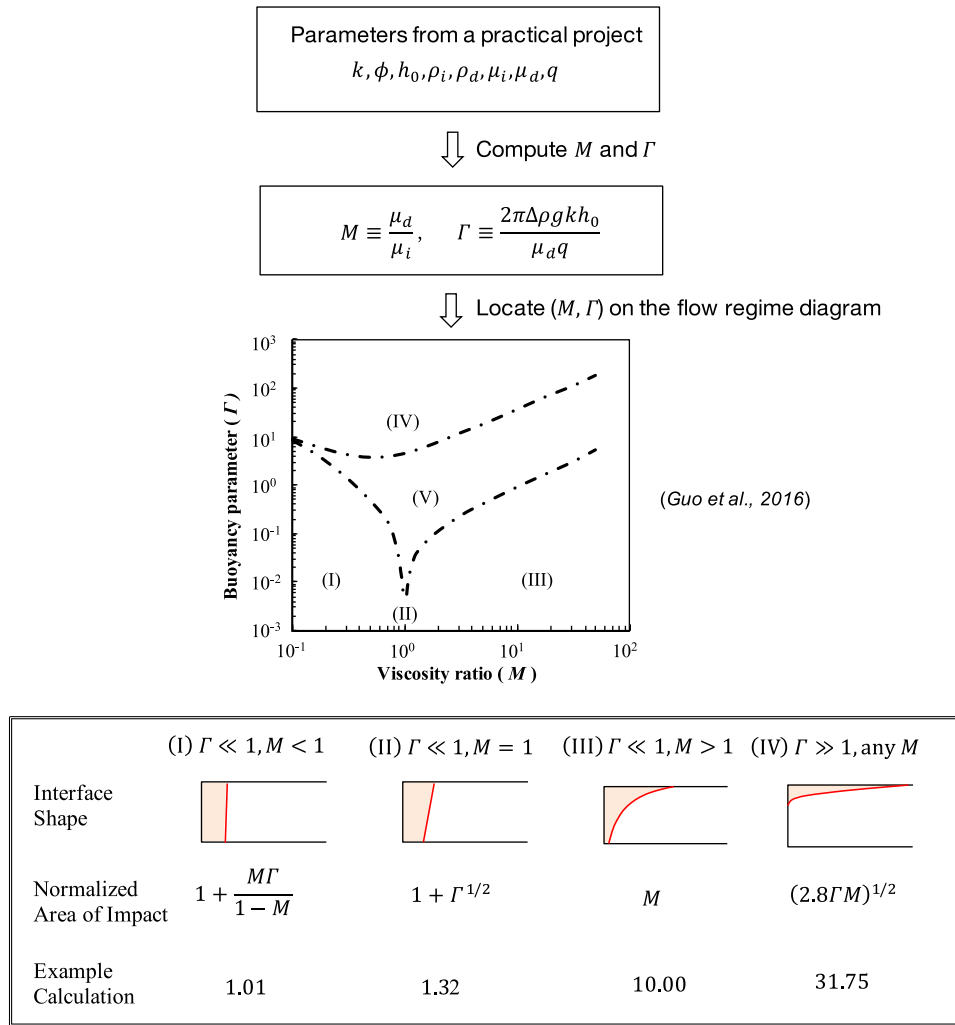 Parameters from a practical project
k, ϕ, h₀, ρᵢ, ρ_d, μᵢ, μ_d, q
Compute M and Γ
M ≡ μ_d/μᵢ, Γ ≡ 2πΔρgkh₀/μ_d q
Locate (M, Γ) on the flow regime diagram
Buoyancy parameter (Γ)
10³
10²
10¹
10⁰
10⁻¹
10⁻²
10⁻³
(IV)
(V)
(I)
(II)
(III)
10⁻¹ 10⁰ 10¹ 10²
Viscosity ratio (M)
(Guo et al., 2016)
(I) Γ ≪ 1, M < 1 (II) Γ ≪ 1, M = 1 (III) Γ ≪ 1, M > 1 (IV) Γ ≫ 1, any M
Interface
Shape
Normalized
Area of Impact
1 + MΓ/(1 − M) 1 + Γ^{1/2} M (2.8ΓM)^{1/2}
Example
Calculation
1.01 1.32 10.00 31.75